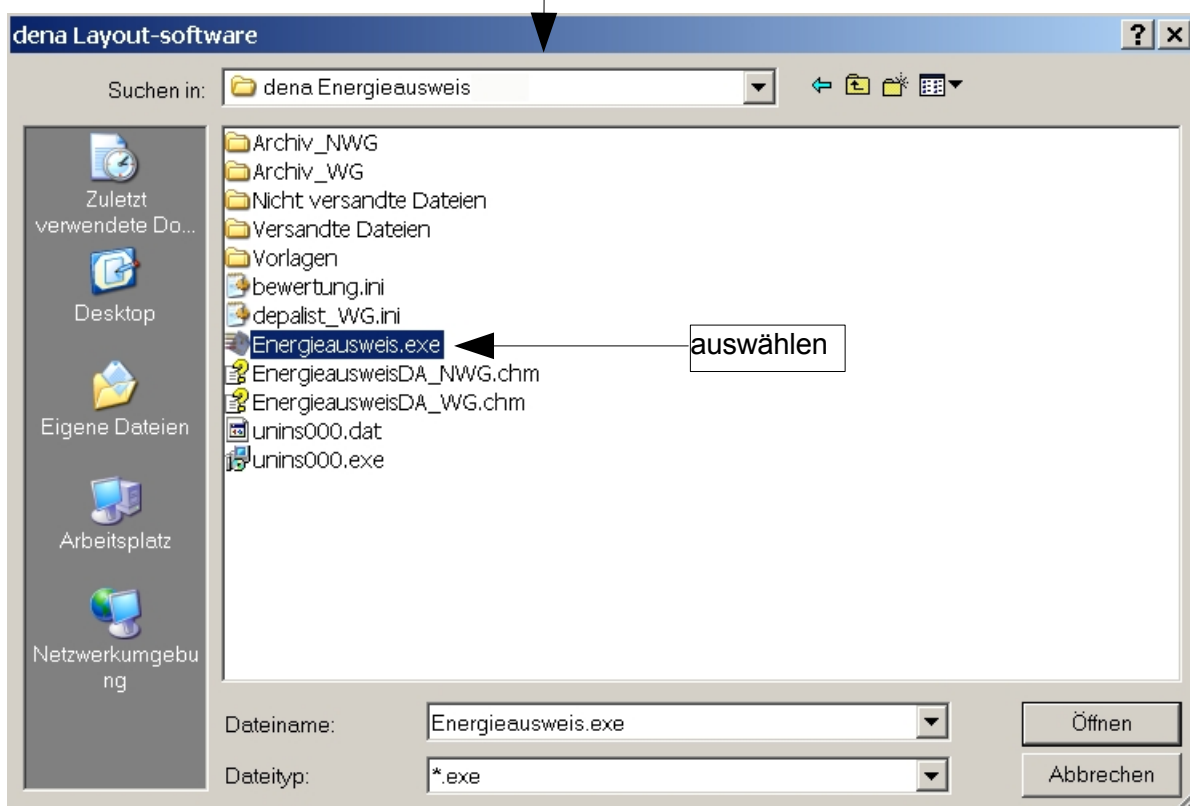 dena Layout-software
Suchen in:
dena Energieausweis
Zuletzt
verwendete Do...
Desktop
Eigene Dateien
Arbeitsplatz
Netzwerkumgebu
ng
Archiv_NWG
Archiv_WG
Nicht versandte Dateien
Versandte Dateien
Vorlagen
bewertung.ini
depalist_WG.ini
Energieausweis.exe
auswählen
EnergieausweisDA_NWG.chm
EnergieausweisDA_WG.chm
unins000.dat
unins000.exe
Dateiname:
Energieausweis.exe
Öffnen
Dateityp:
*.exe
Abbrechen